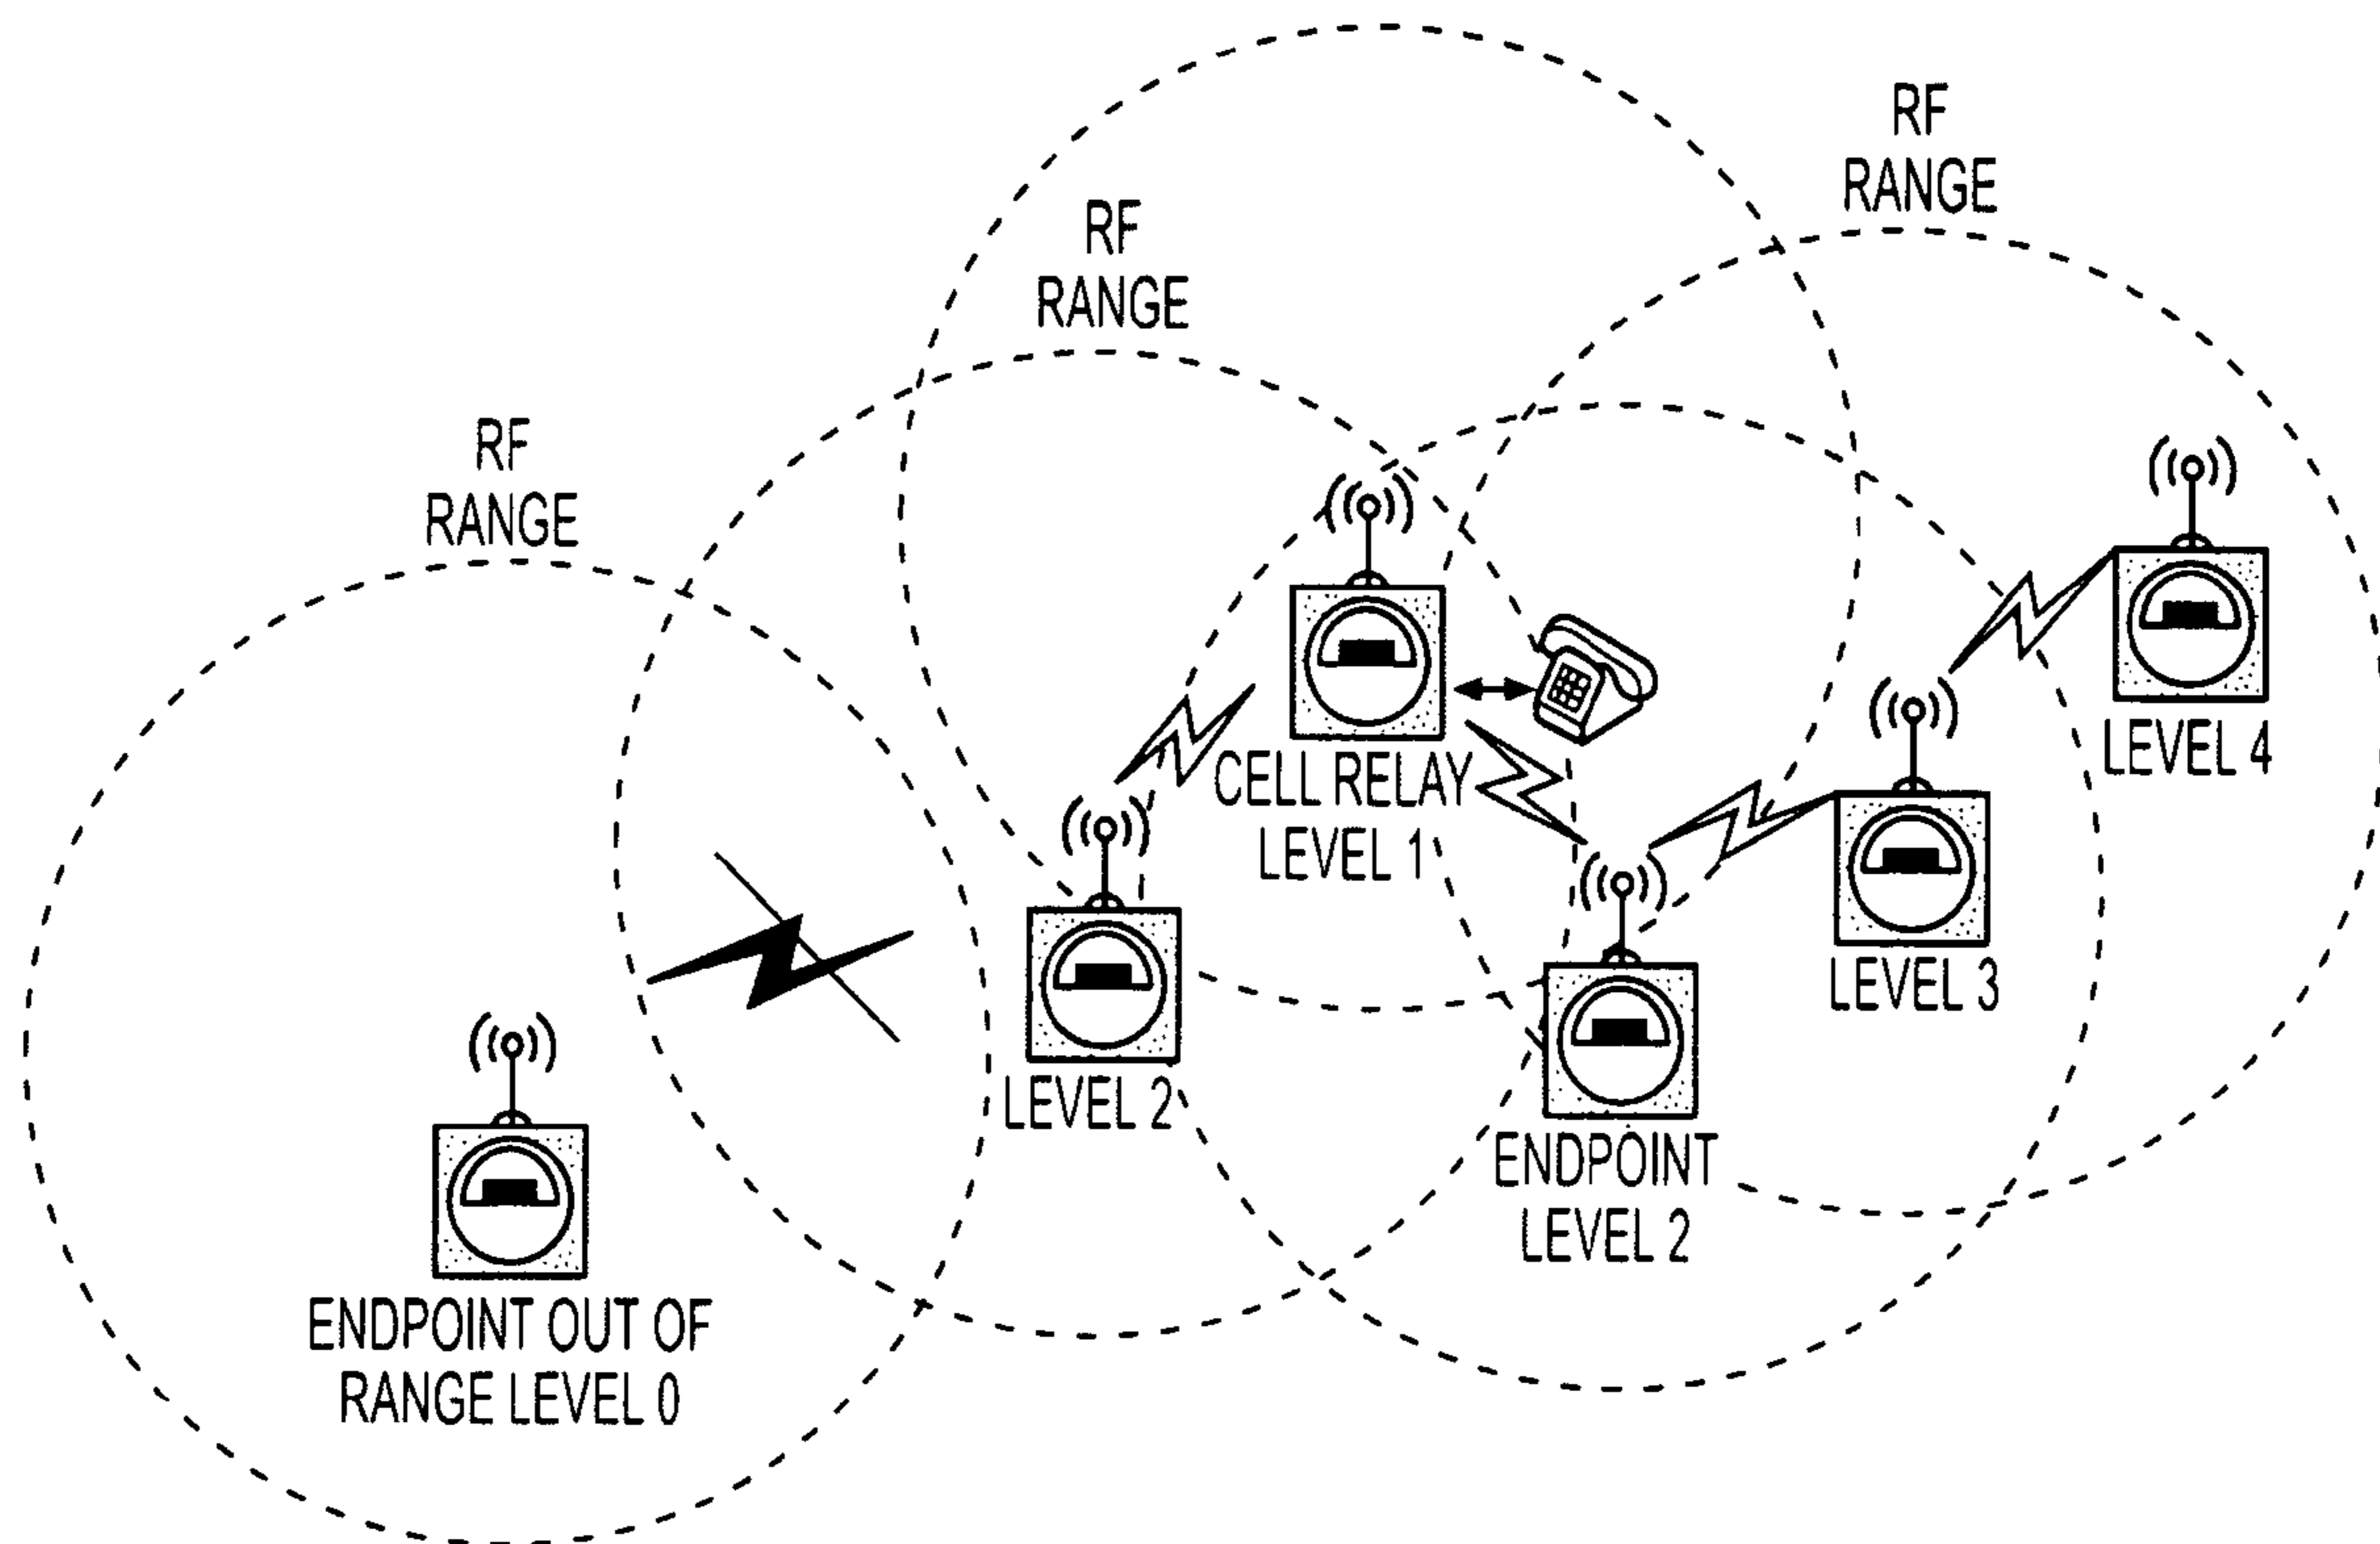 RF
RANGE
RF
RANGE
RF
RANGE
LEVEL 4
CELL RELAY
LEVEL 1
LEVEL 3
LEVEL 2
ENDPOINT
LEVEL 2
ENDPOINT OUT OF
RANGE LEVEL 0